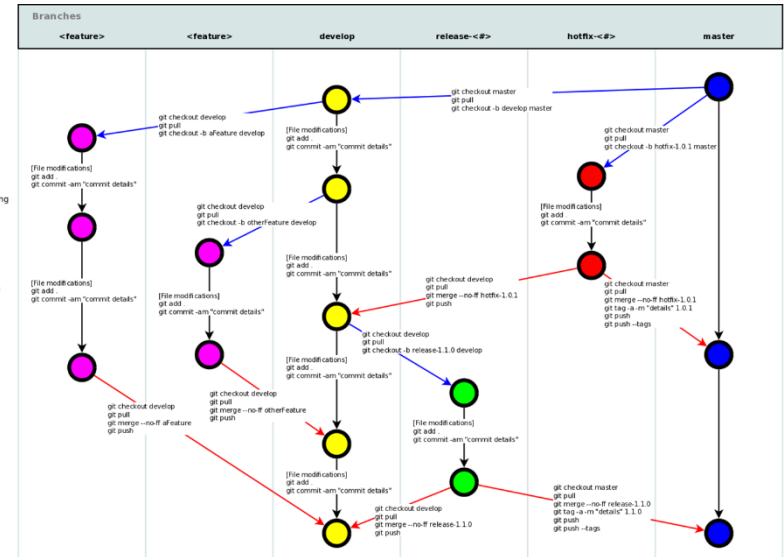 Branches
<feature>
<feature>
develop
release-<#>
hotfix-<#>
master
git checkout master
git pull
git checkout -b develop master
git checkout develop
git pull
git checkout -b aFeature develop
[File modifications]
git add .
git commit -am "commit details"
git checkout master
git pull
git checkout -b hotfix-1.0.1 master
[File modifications]
git add .
git commit -am "commit details"
ng
git checkout develop
git pull
git checkout -b otherFeature develop
[File modifications]
git add .
git commit -am "commit details"
[File modifications]
git add .
git commit -am "commit details"
[File modifications]
git add .
git commit -am "commit details"
[File modifications]
git add .
git commit -am "commit details"
git checkout develop
git pull
git merge --no-ff hotfix-1.0.1
git push
git checkout master
git pull
git merge --no-ff hotfix-1.0.1
git tag -a -m "details" 1.0.1
git push
git push --tags
git checkout develop
git pull
git checkout -b release-1.1.0 develop
[File modifications]
git add .
git commit -am "commit details"
git checkout develop
git pull
git merge --no-ff aFeature
git push
git checkout develop
git pull
git merge --no-ff otherFeature
git push
[File modifications]
git add .
git commit -am "commit details"
[File modifications]
git add .
git commit -am "commit details"
git checkout develop
git pull
git merge --no-ff release-1.1.0
git push
git checkout master
git pull
git merge --no-ff release-1.1.0
git tag -a -m "details" 1.1.0
git push
git push --tags